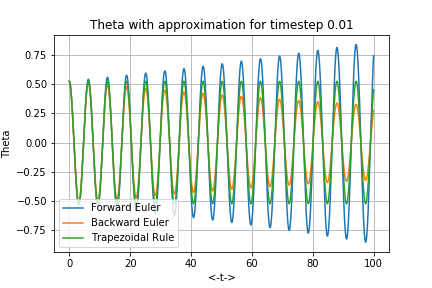 Theta with approximation for timestep 0.01
Theta
0.75
0.50
0.25
0.00
−0.25
−0.50
−0.75
Forward Euler
Backward Euler
Trapezoidal Rule
0 20 40 60 80 100
<-t->